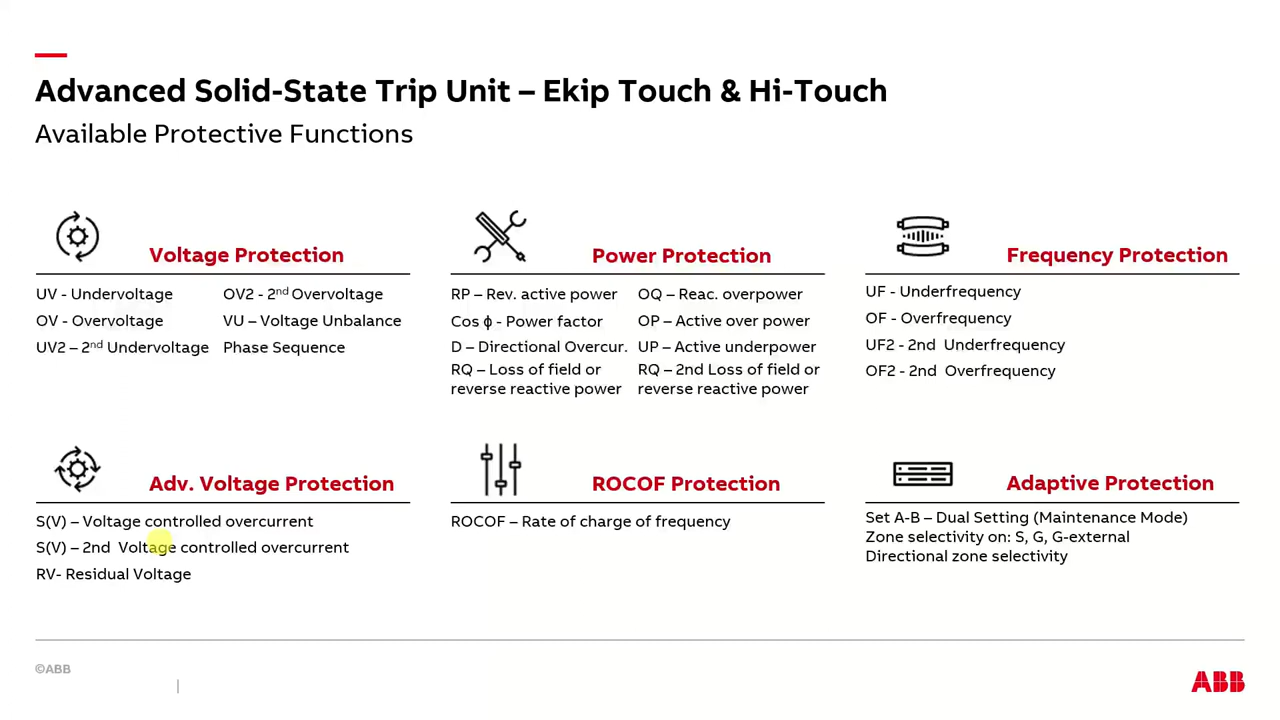 Advanced Solid-State Trip Unit – Ekip Touch & Hi-Touch
Available Protective Functions
Voltage Protection
UV - Undervoltage
OV - Overvoltage
UV2 – 2nd Undervoltage
OV2 - 2nd Overvoltage
VU – Voltage Unbalance
Phase Sequence
Power Protection
RP – Rev. active power
Cos ϕ - Power factor
D – Directional Overcur.
RQ – Loss of field or
reverse reactive power
OQ – Reac. overpower
OP – Active over power
UP – Active underpower
RQ – 2nd Loss of field or
reverse reactive power
Frequency Protection
UF - Underfrequency
OF - Overfrequency
UF2 - 2nd Underfrequency
OF2 - 2nd Overfrequency
Adv. Voltage Protection
S(V) – Voltage controlled overcurrent
S(V) – 2nd Voltage controlled overcurrent
RV- Residual Voltage
ROCOF Protection
ROCOF – Rate of charge of frequency
Adaptive Protection
Set A-B – Dual Setting (Maintenance Mode)
Zone selectivity on: S, G, G-external
Directional zone selectivity
©ABB
ABB